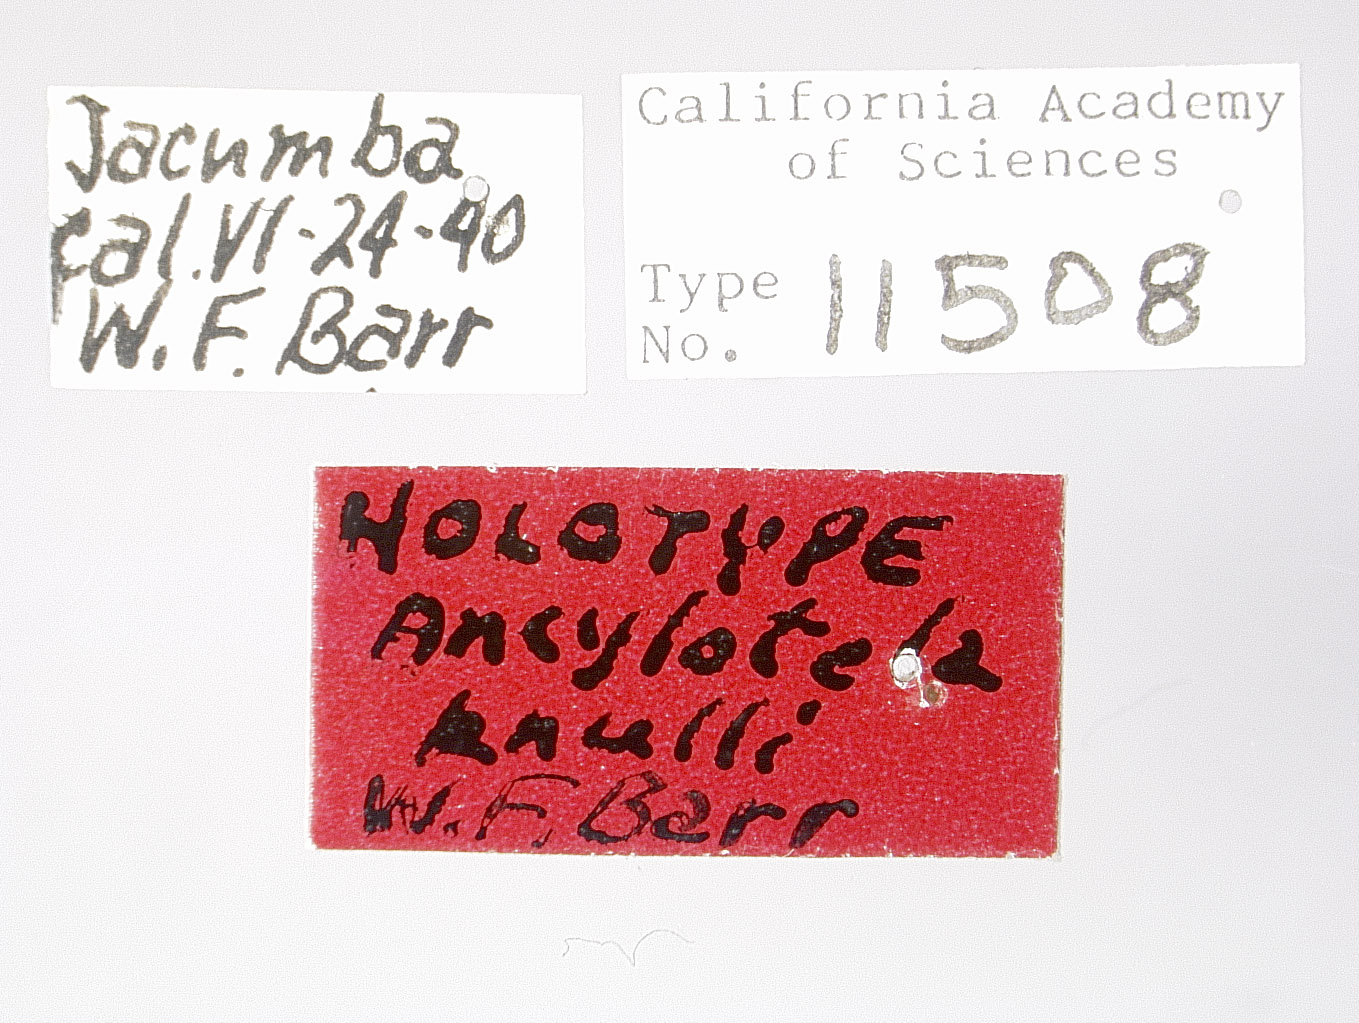 Jacumba
Cal. VI-24-40
W. F. Barr
California Academy
of Sciences
Type
No. 11508
HOLOTYPE
Ancylotela
knulli
W. F. Barr